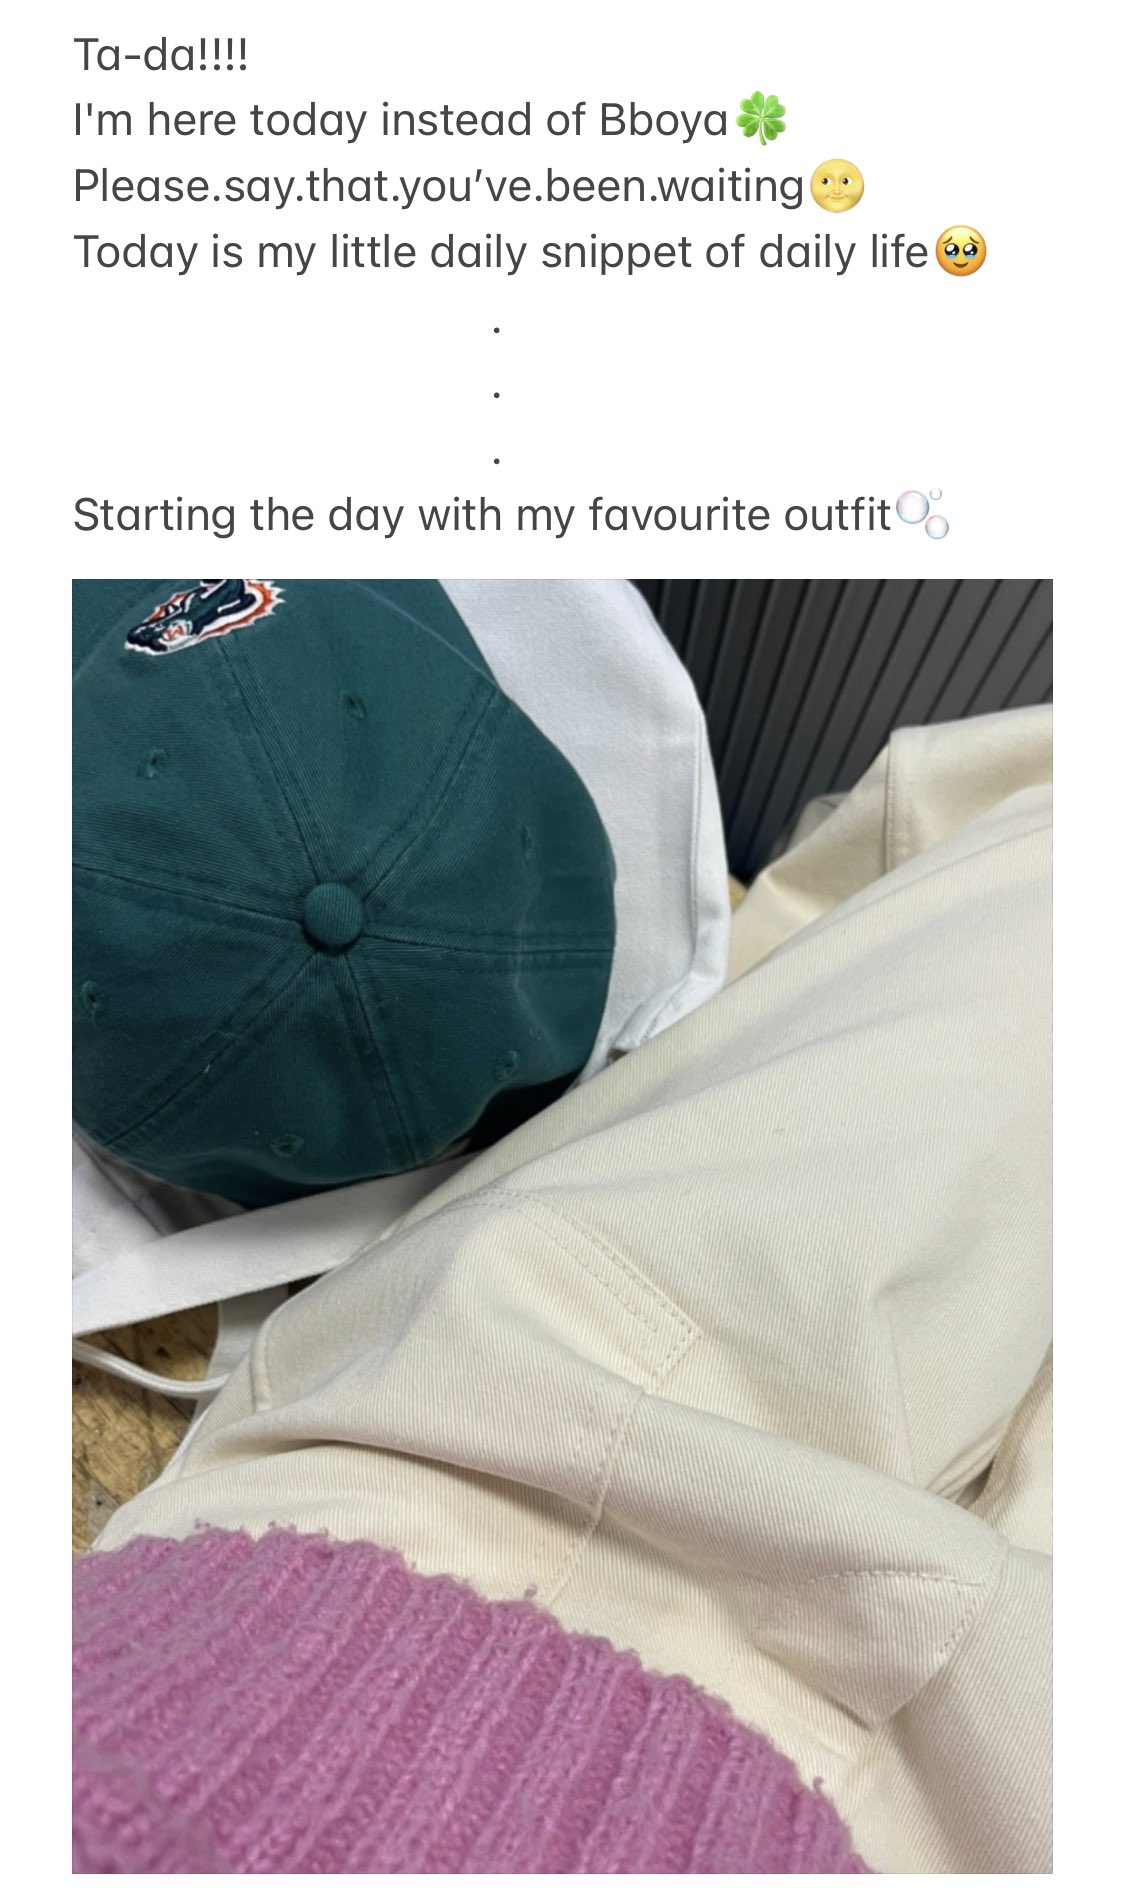 Ta-da!!!!
I'm here today instead of Bboya🍀
Please.say.that.you’ve.been.waiting🌝
Today is my little daily snippet of daily life🥹
.
.
.
Starting the day with my favourite outfit🫧